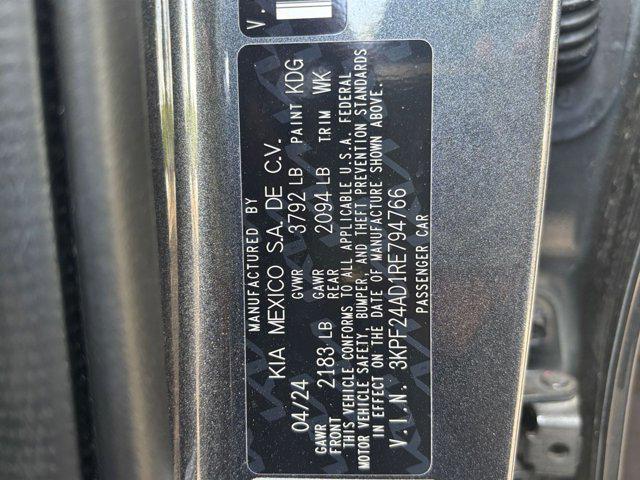 V.
MANUFACTURED BY
KIA MEXICO S.A. DE C.V.
04/24 GVWR 3792 LB PAINT KDG
GAWR FRONT 2183 LB GAWR REAR 2094 LB TRIM WK
THIS VEHICLE CONFORMS TO ALL APPLICABLE U.S.A. FEDERAL
MOTOR VEHICLE SAFETY, BUMPER, AND THEFT PREVENTION STANDARDS
IN EFFECT ON THE DATE OF MANUFACTURE SHOWN ABOVE.
V.I.N. 3KPF24AD1RE794766
PASSENGER CAR